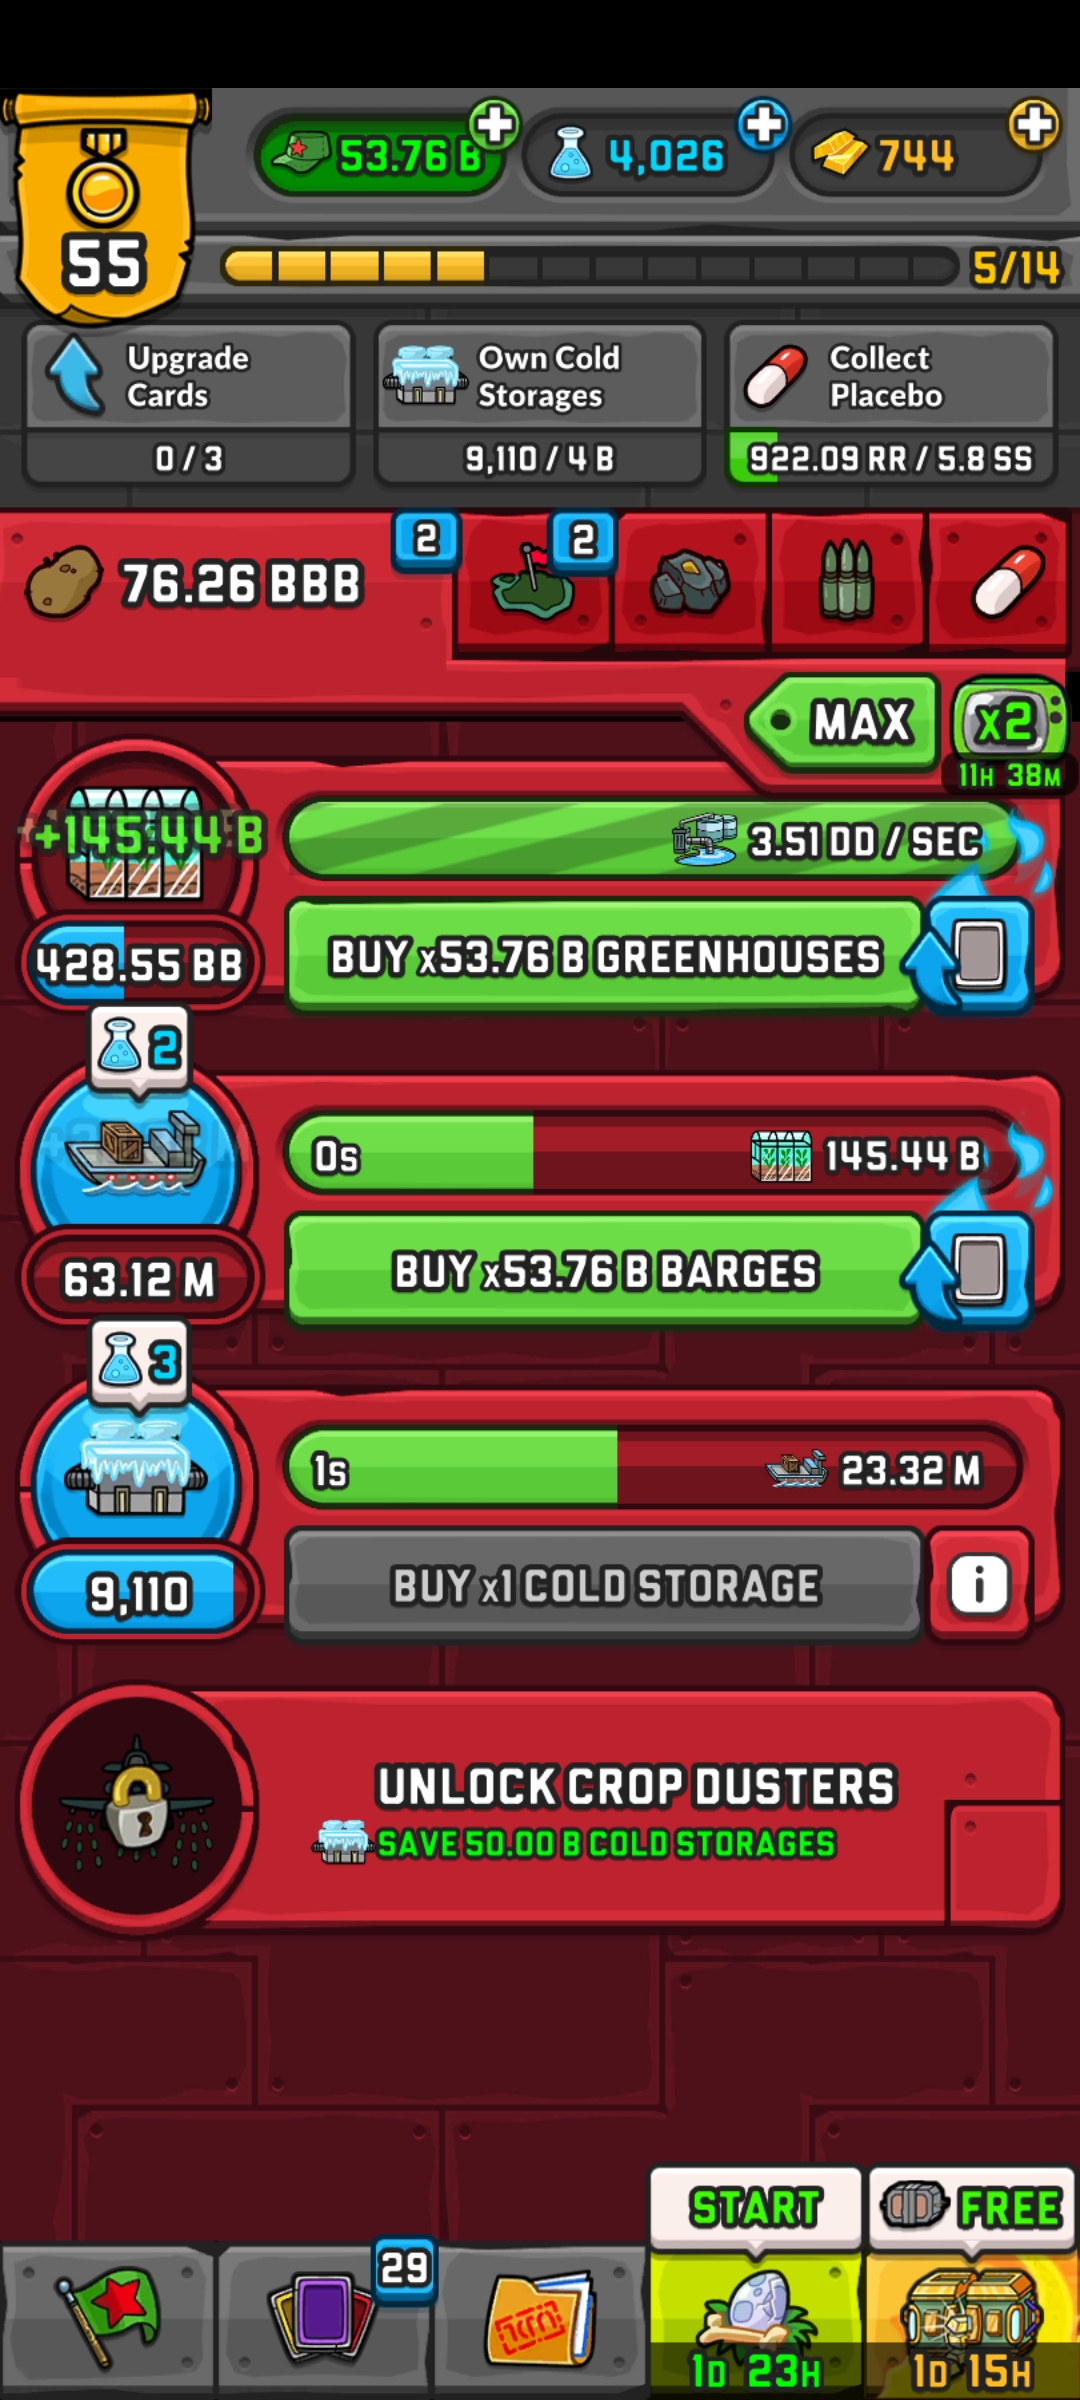 55
53.76 B
4,026
744
5/14
Upgrade
Cards
0 / 3
Own Cold
Storages
9,110 / 4 B
Collect
Placebo
922.09 RR / 5.8 SS
76.26 BBB
2
2
MAX
x2
11H 38M
+145.44 B
3.51 DD / SEC
428.55 BB
BUY x53.76 B GREENHOUSES
2
0s
145.44 B
63.12 M
BUY x53.76 B BARGES
3
1s
23.32 M
9,110
BUY x1 COLD STORAGE
i
UNLOCK CROP DUSTERS
SAVE 50.00 B COLD STORAGES
START
FREE
29
1D 23H
1D 15H